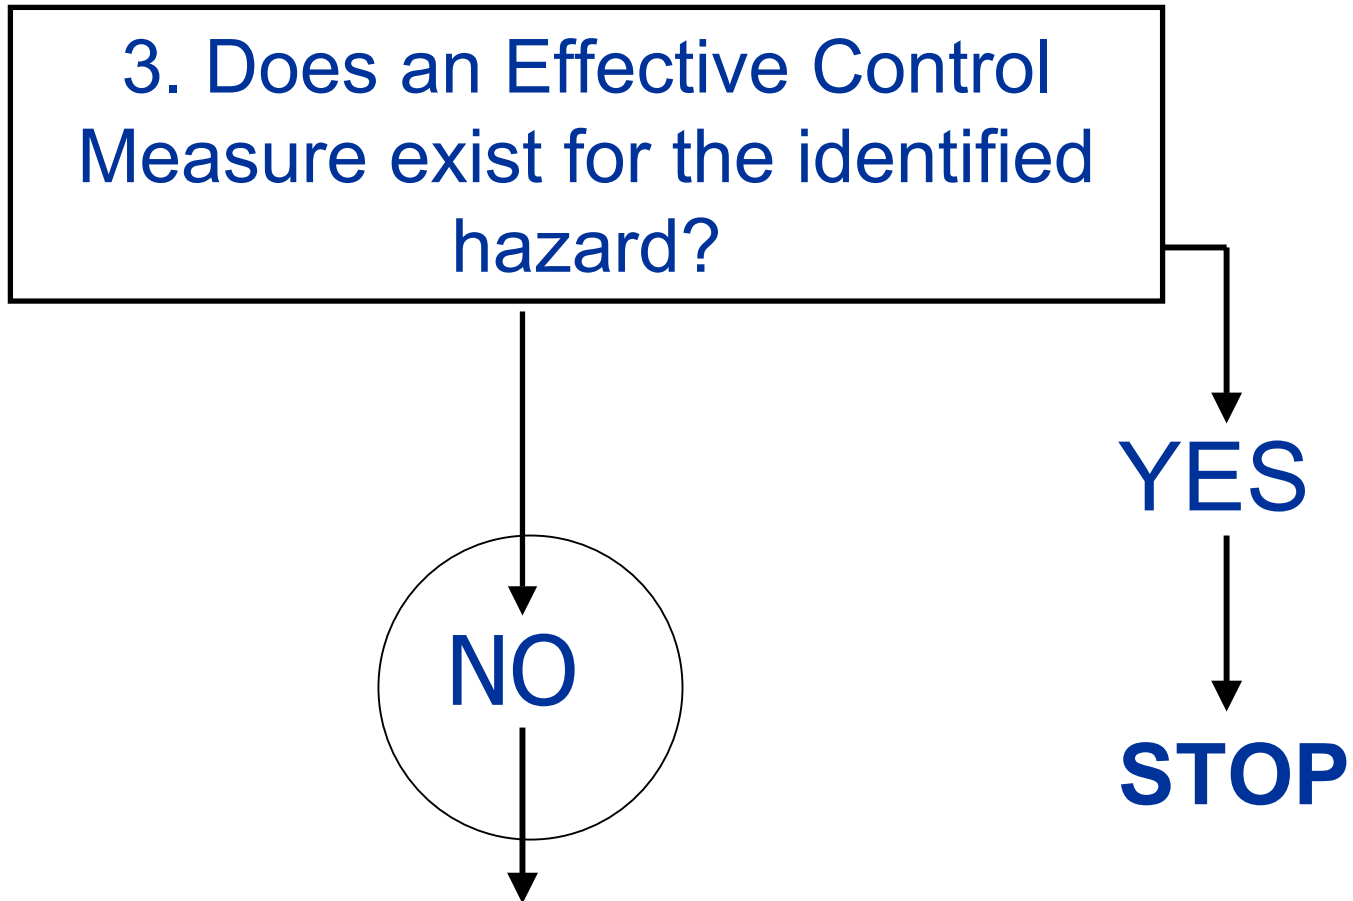 3. Does an Effective Control
Measure exist for the identified
hazard?
YES
NO
STOP